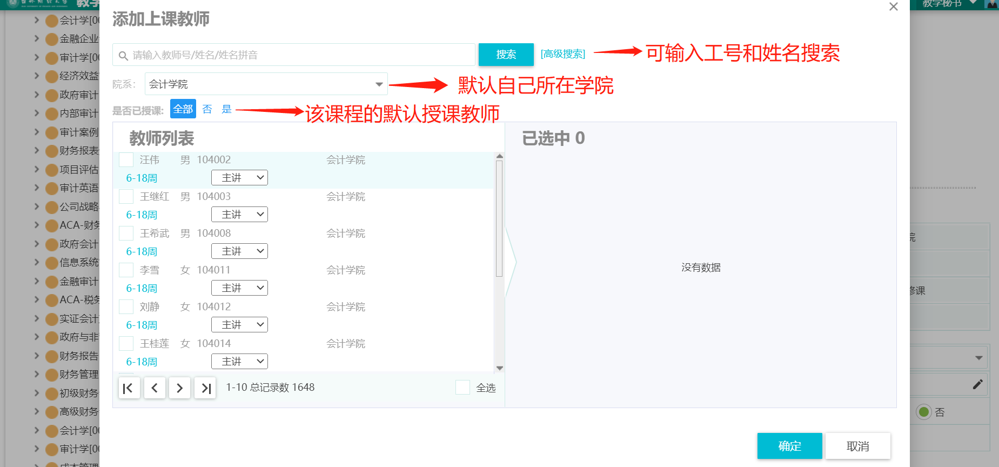 教学
教学秘书
添加上课教师
请输入教师号/姓名/姓名拼音
搜索
[高级搜索]
可输入工号和姓名搜索
院系:
会计学院
默认自己所在学院
是否已授课:
全部
否
是
该课程的默认授课教师
教师列表
已选中 0
汪伟 男 104002 会计学院
6-18周 主讲
王继红 男 104003 会计学院
6-18周 主讲
王希武 男 104008 会计学院
6-18周 主讲
李雪 女 104011 会计学院
6-18周 主讲
刘静 女 104012 会计学院
6-18周 主讲
王桂莲 女 104014 会计学院
6-18周 主讲
没有数据
1-10 总记录数 1648
全选
确定
取消
会计学[00
金融企业
审计学[00
经济效益
政府审计
内部审计
审计案例
财务报表
项目评估
审计英语
公司战略
ACA-财务
政府会计
信息系统
金融审计
ACA-税务
实证会计
政府与非
财务报告
财务管理
初级财务
高级财务
会计学[00
审计学[00
成本管理
院
修课
否